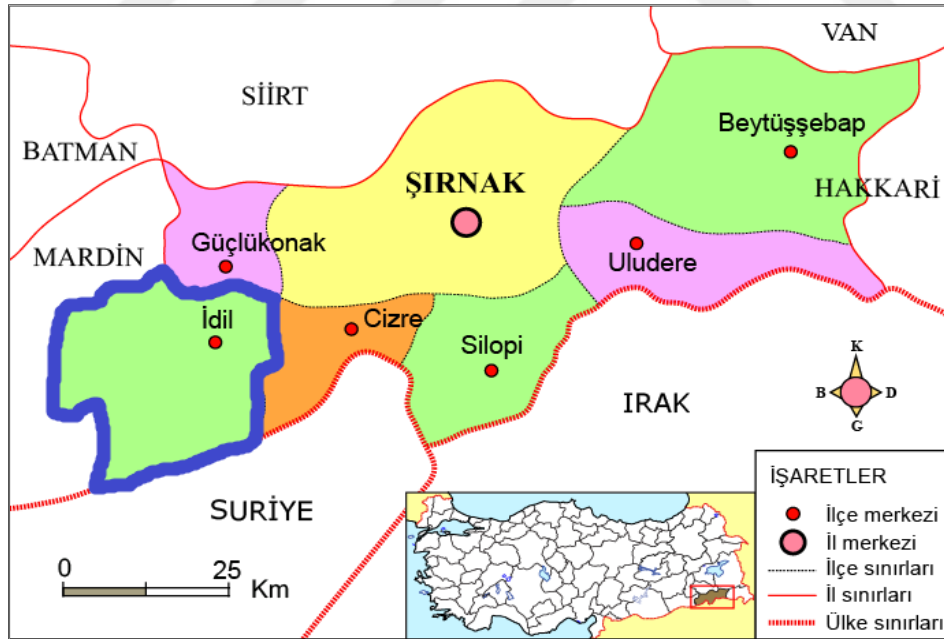 VAN
SİİRT
Beytüşşebap
BATMAN
ŞIRNAK
HAKKARİ
Güçlükonak
MARDİN
Uludere
İdil
Cizre
Silopi
K
B D
G
IRAK
SURİYE
0 25
Km
İŞARETLER
İlçe merkezi
İl merkezi
İlçe sınırları
İl sınırları
Ülke sınırları